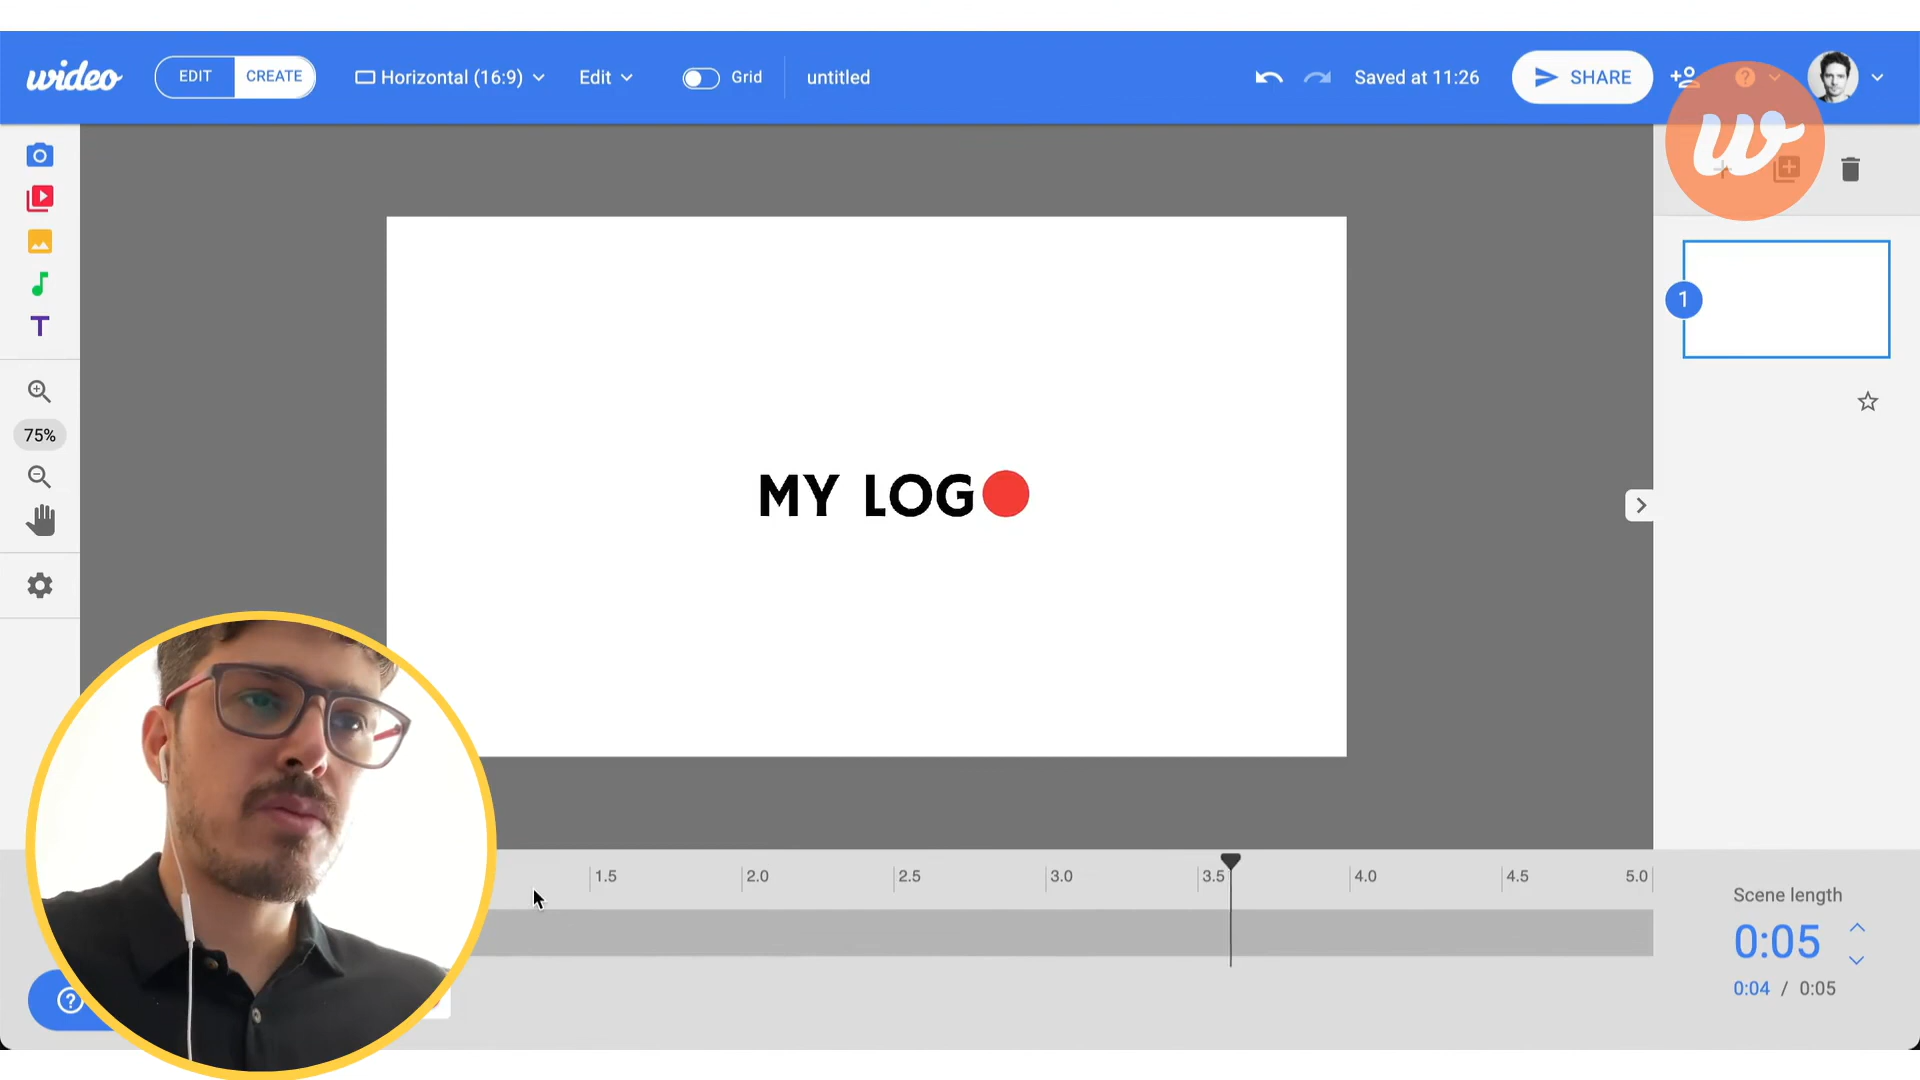 wideo
EDIT
CREATE
Horizontal (16:9)
Edit
Grid
untitled
Saved at 11:26
SHARE
w
75%
1
MY LOG
1.5
2.0
2.5
3.0
3.5
4.0
4.5
5.0
Scene length
0:05
0:04 / 0:05